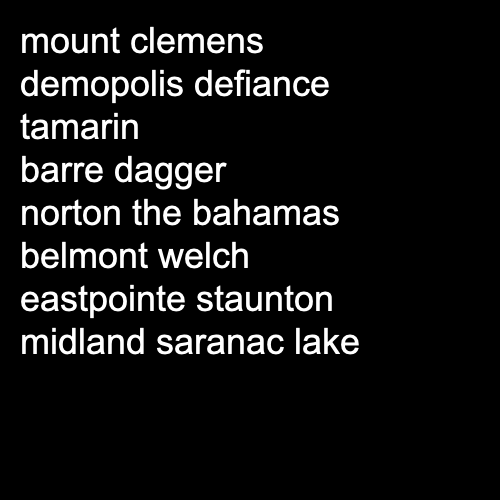 mount clemens
demopolis defiance
tamarin
barre dagger
norton the bahamas
belmont welch
eastpointe staunton
midland saranac lake